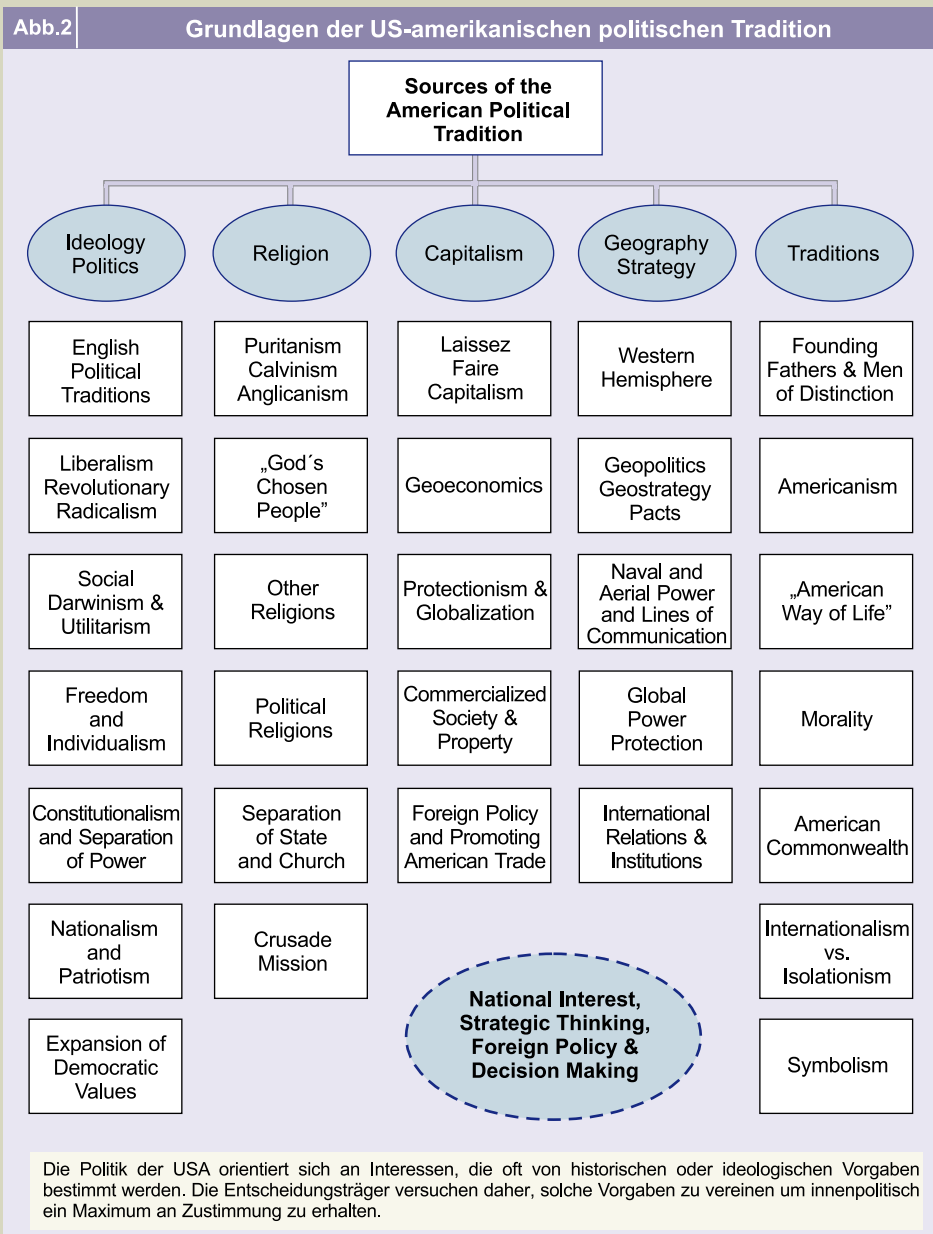 Abb.2
Grundlagen der US-amerikanischen politischen Tradition
Sources of the
American Political
Tradition
Ideology
Politics
Religion
Capitalism
Geography
Strategy
Traditions
English
Political
Traditions
Puritanism
Calvinism
Anglicanism
Laissez
Faire
Capitalism
Western
Hemisphere
Founding
Fathers & Men
of Distinction
Liberalism
Revolutionary
Radicalism
„God´s
Chosen
People”
Geoeconomics
Geopolitics
Geostrategy
Pacts
Americanism
Social
Darwinism &
Utilitarism
Other
Religions
Protectionism &
Globalization
Naval and
Aerial Power
and Lines of
Communication
„American
Way of Life”
Freedom
and
Individualism
Political
Religions
Commercialized
Society &
Property
Global
Power
Protection
Morality
Constitutionalism
and Separation
of Power
Separation
of State
and Church
Foreign Policy
and Promoting
American Trade
International
Relations &
Institutions
American
Commonwealth
Nationalism
and
Patriotism
Crusade
Mission
Internationalism
vs.
Isolationism
Expansion of
Democratic
Values
National Interest,
Strategic Thinking,
Foreign Policy &
Decision Making
Symbolism
Die Politik der USA orientiert sich an Interessen, die oft von historischen oder ideologischen Vorgaben
bestimmt werden. Die Entscheidungsträger versuchen daher, solche Vorgaben zu vereinen um innenpolitisch
ein Maximum an Zustimmung zu erhalten.